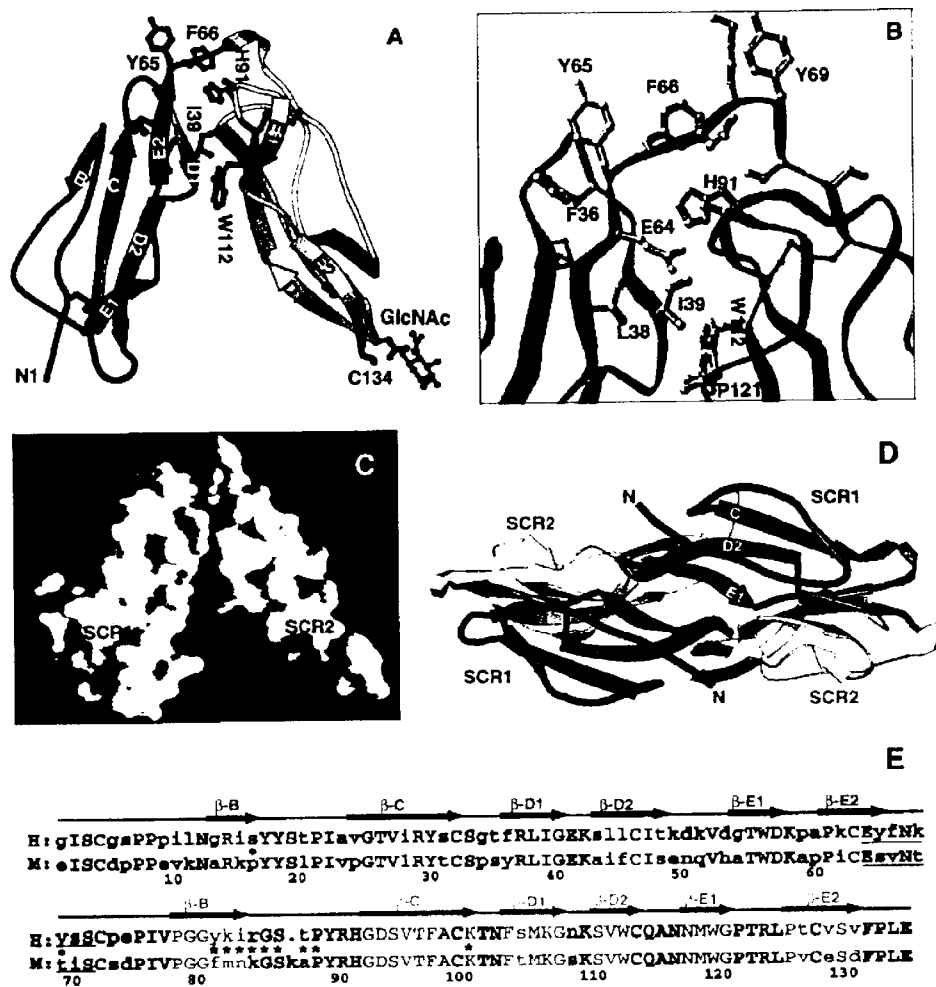 A
F66
Y65
H91
I39
E2
D1
B
C
D2
E1
W112
GlcNAc
C134
N1
B
Y65
F66
Y69
F36
H91
E64
I39
L38
W112
P121
C
SCR1
SCR2
D
N
SCR1
SCR2
C
D2
SCR1
N
SCR2
E
β-B β-C β-D1 β-D2 β-E1 β-E2
H: gISCgsPPpilNgRisYYStPIavGTViRYsCSgtfRLIGEKsllCItkdkVdgTWDKpaPkCEyfNk
M: eISCdpPPevkNaRkpYYSlPIvpGTVlRYtCSpsyRLIGEKaifCIsenqVhaTWDKapPiCEsvNt
10 20 30 40 50 60
β-B β-C β-D1 β-D2 β-E1 β-E2
H: yssCpePIVPGGykirGS.tPYRHGDSVTFACKTNFsMKGnKSVWCQANNMWGPTRLPtCvSvFPLE
M: tiSCsdPIVPGGfmnkGSkaPYRHGDSVTFACKTNFtMKGsKSVWCQANNMWGPTRLPvCeSdFPLE
70 80 90 100 110 120 130